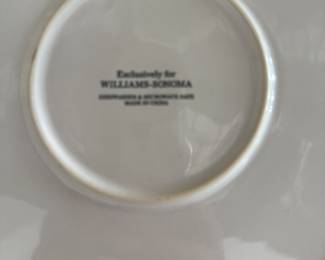 Exclusively for
WILLIAMS-SONOMA
DISHWASHER & MICROWAVE SAFE
MADE IN CHINA